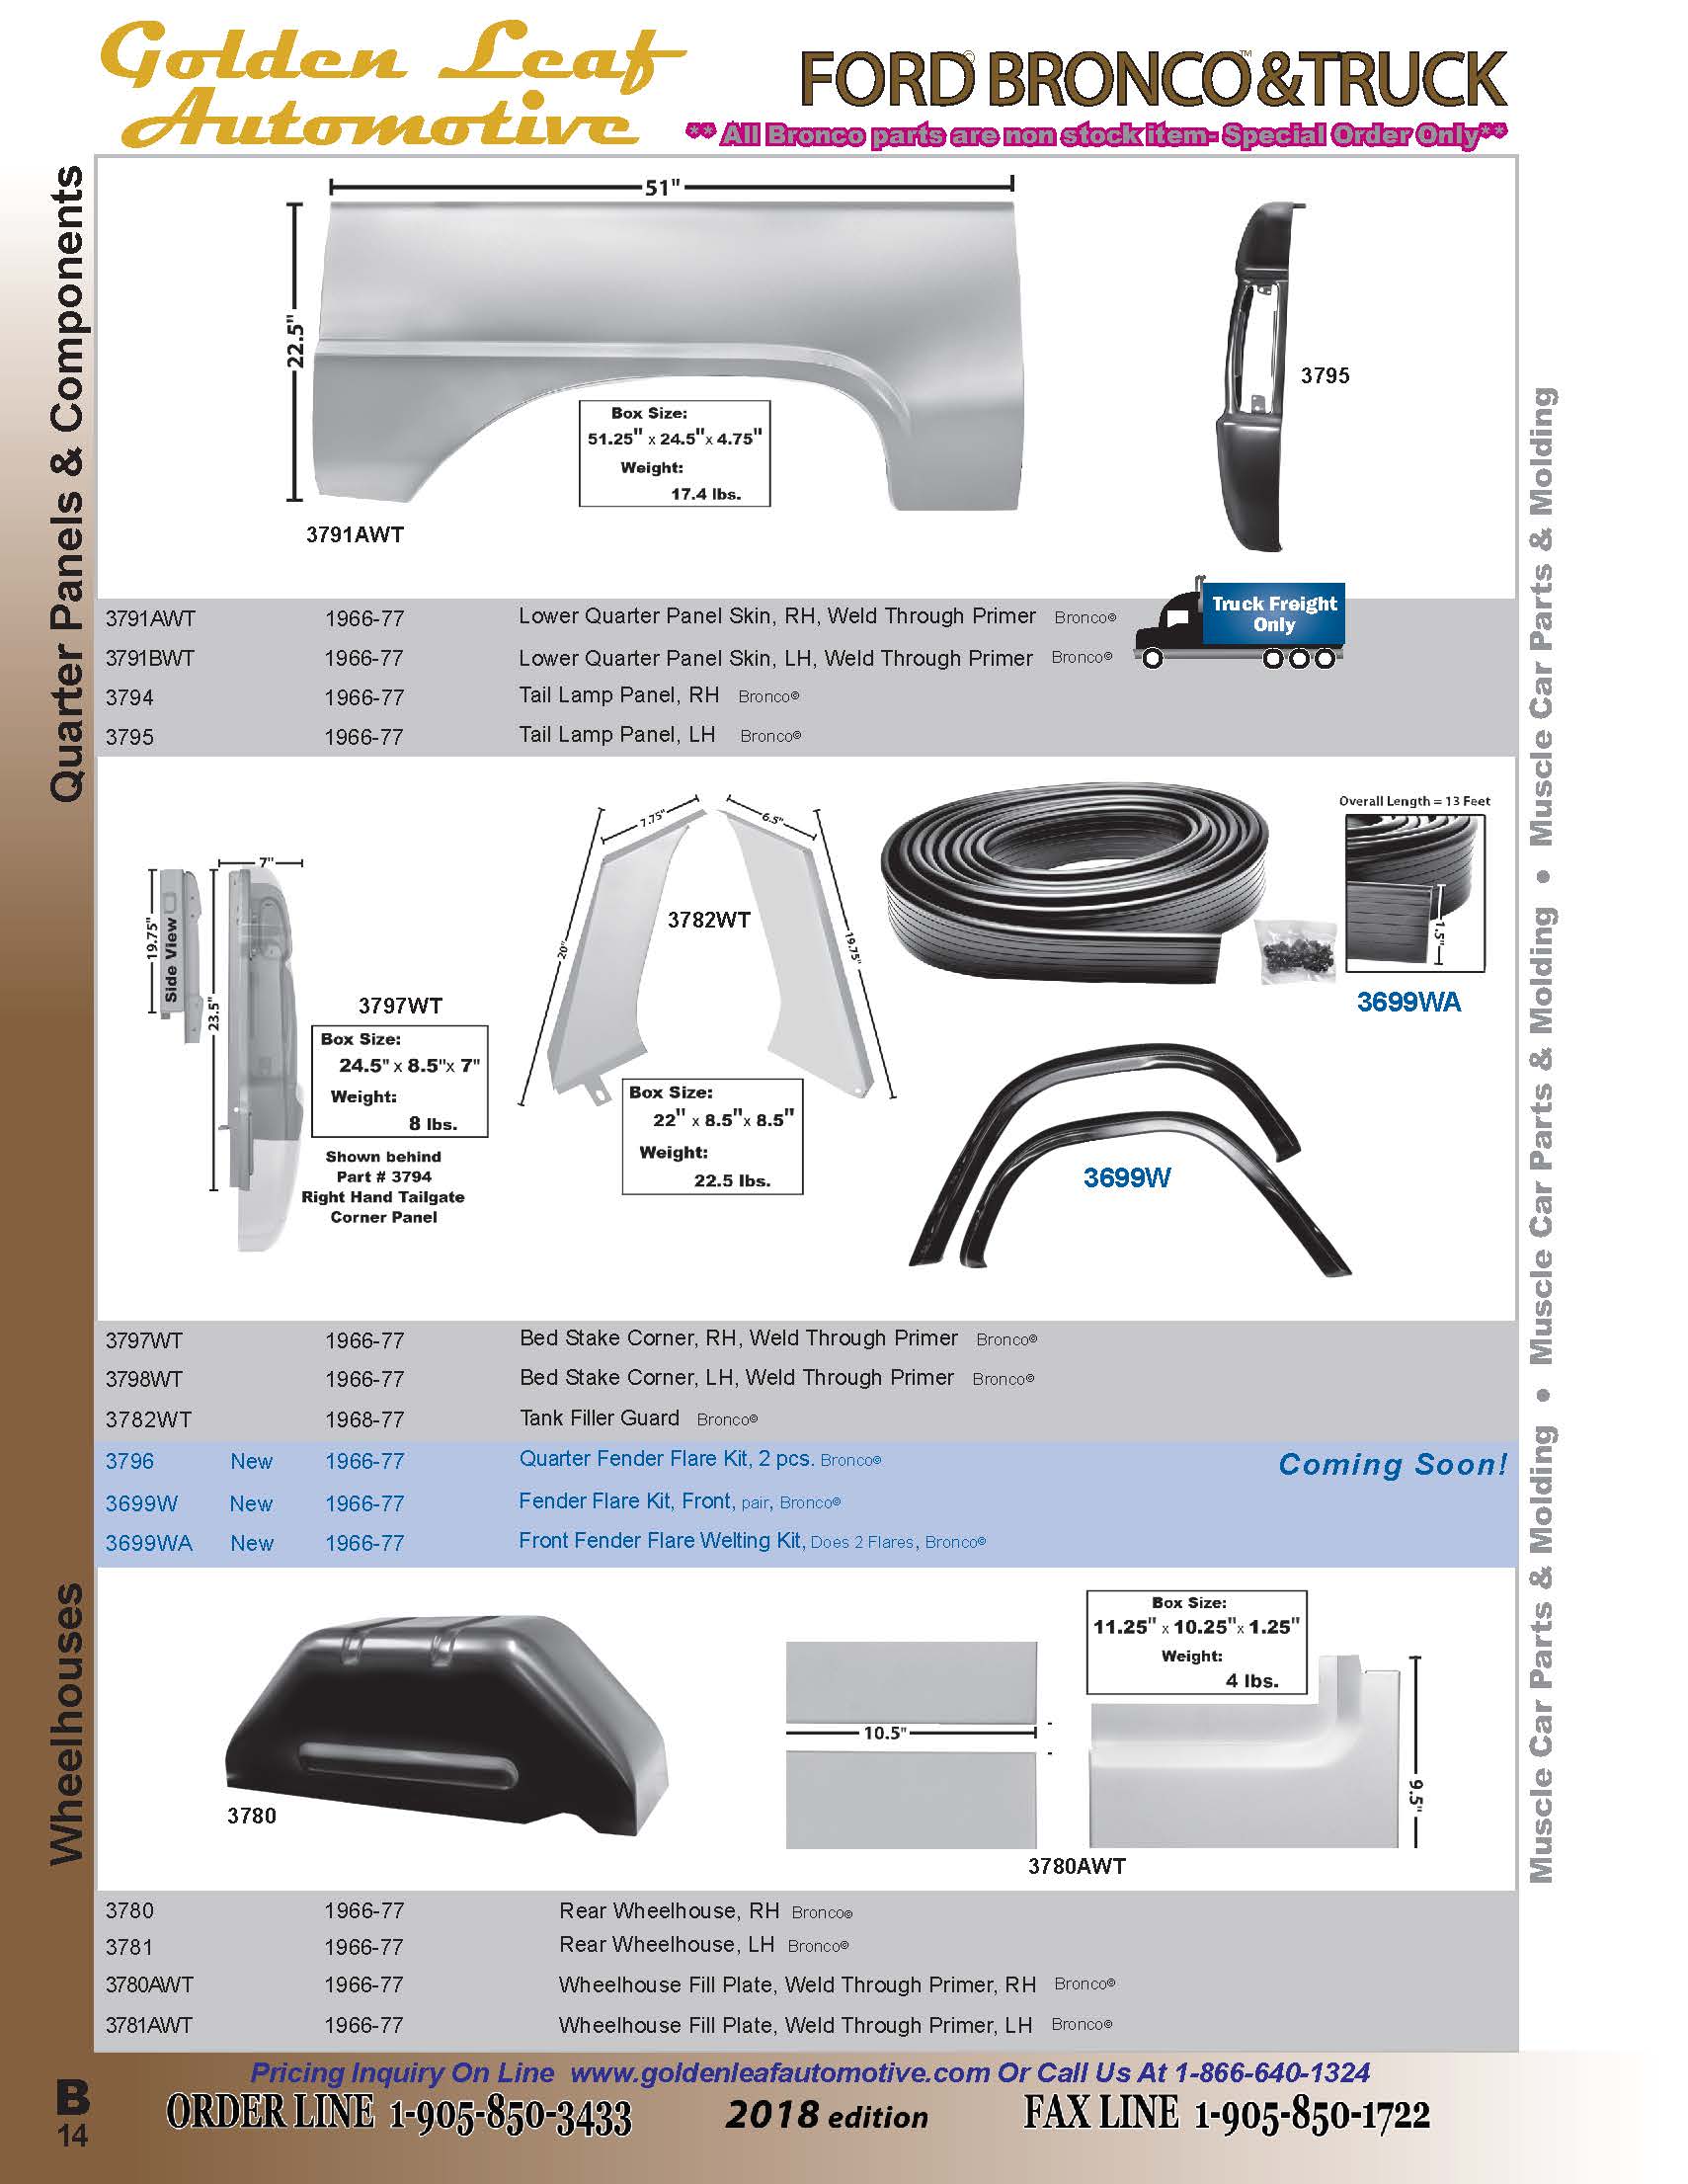 Golden Leaf
Automotive
FORD© BRONCO™&TRUCK
** All Bronco parts are non stock item- Special Order Only**
Quarter Panels & Components
51"
22.5"
Box Size:
51.25" x 24.5"x 4.75"
Weight:
17.4 lbs.
3791AWT
3795
3791AWT 1966-77 Lower Quarter Panel Skin, RH, Weld Through Primer Bronco©
3791BWT 1966-77 Lower Quarter Panel Skin, LH, Weld Through Primer Bronco©
3794 1966-77 Tail Lamp Panel, RH Bronco©
3795 1966-77 Tail Lamp Panel, LH Bronco©
Truck Freight
Only
19.75"
Side View
7"
23.5"
3797WT
Box Size:
24.5" x 8.5"x 7"
Weight:
8 lbs.
Shown behind
Part # 3794
Right Hand Tailgate
Corner Panel
7.75"
6.5"
20"
19.75"
3782WT
Box Size:
22" x 8.5"x 8.5"
Weight:
22.5 lbs.
Overall Length = 13 Feet
1.5"
3699WA
3699W
3797WT 1966-77 Bed Stake Corner, RH, Weld Through Primer Bronco©
3798WT 1966-77 Bed Stake Corner, LH, Weld Through Primer Bronco©
3782WT 1968-77 Tank Filler Guard Bronco©
3796 New 1966-77 Quarter Fender Flare Kit, 2 pcs. Bronco© Coming Soon!
3699W New 1966-77 Fender Flare Kit, Front, pair, Bronco©
3699WA New 1966-77 Front Fender Flare Welting Kit, Does 2 Flares, Bronco©
Wheelhouses
3780
10.5"
Box Size:
11.25" x 10.25"x 1.25"
Weight:
4 lbs.
9.5"
3780AWT
3780 1966-77 Rear Wheelhouse, RH Bronco©
3781 1966-77 Rear Wheelhouse, LH Bronco©
3780AWT 1966-77 Wheelhouse Fill Plate, Weld Through Primer, RH Bronco©
3781AWT 1966-77 Wheelhouse Fill Plate, Weld Through Primer, LH Bronco©
Muscle Car Parts & Molding • Muscle Car Parts & Molding • Muscle Car Parts & Molding
Pricing Inquiry On Line www.goldenleafautomotive.com Or Call Us At 1-866-640-1324
B
14
ORDER LINE 1-905-850-3433
2018 edition
FAX LINE 1-905-850-1722